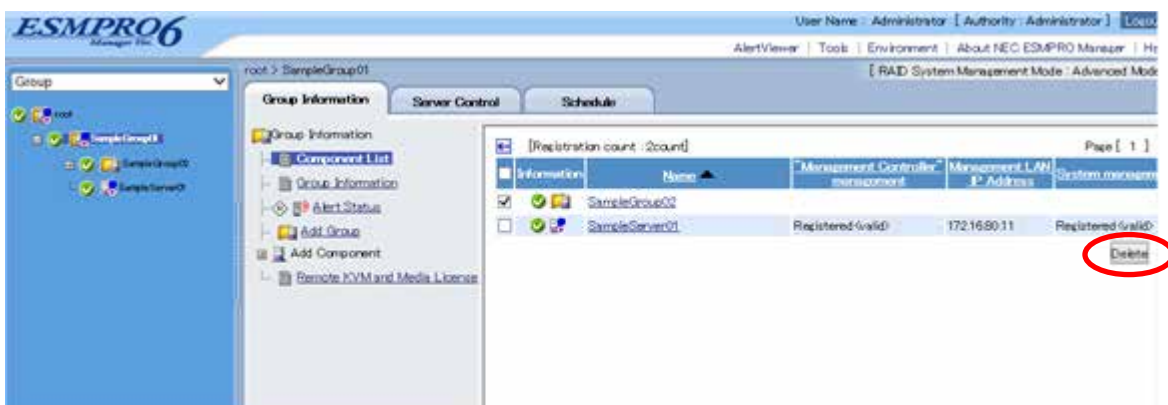 ESMPRO6
Manager Ver.
User Name : Administrator [ Authority : Administrator ]
AlertViewer | Tools | Environment | About NEC ESMPRO Manager |
Group
root > SampleGroup01
[ RAID System Management Mode : Advanced Mode
Group Information
Server Control
Schedule
root
SampleGroup01
SampleGroup02
SampleServer01
Group Information
Component List
Group Information
Alert Status
Add Group
Add Component
Remote KVM and Media License
[Registration count : 2count]
Page [ 1 ]
Information
Name
"Management Controller" management
Management LAN IP Address
System managem
SampleGroup02
SampleServer01
Registered(valid)
172.16.80.11
Registered(valid)
Delete